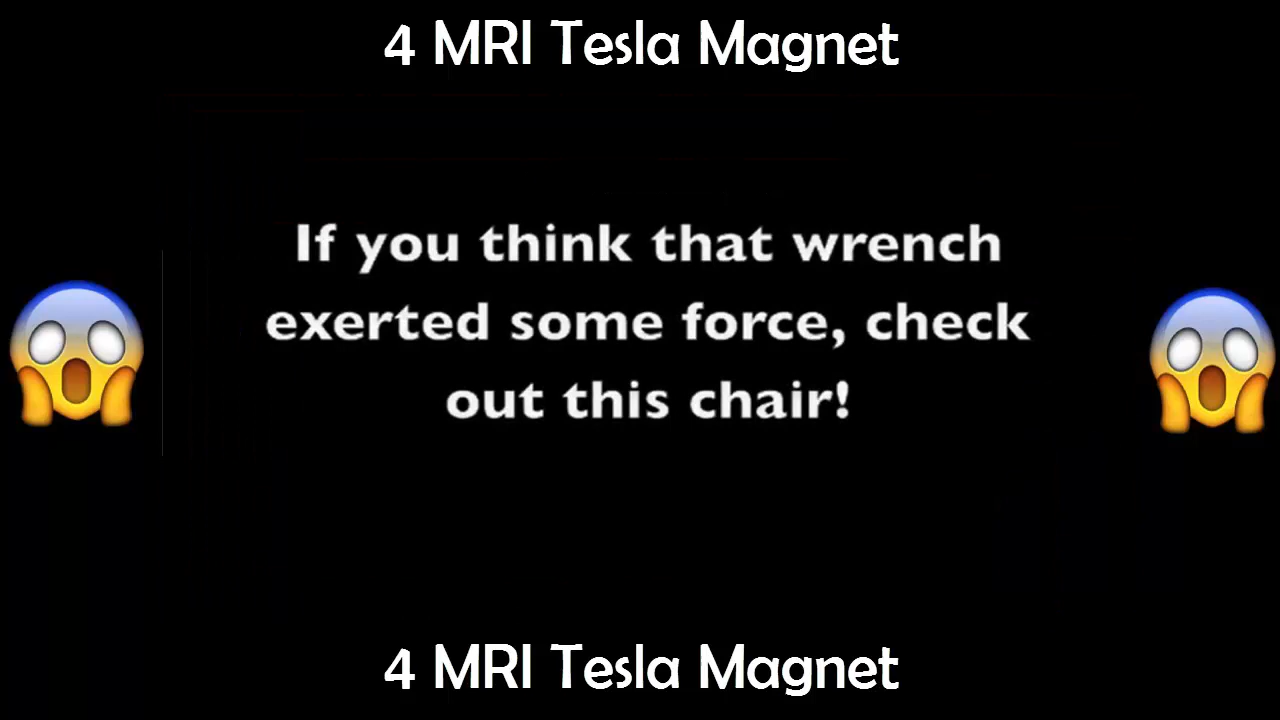 4 MRI Tesla Magnet
If you think that wrench
exerted some force, check
out this chair!
4 MRI Tesla Magnet